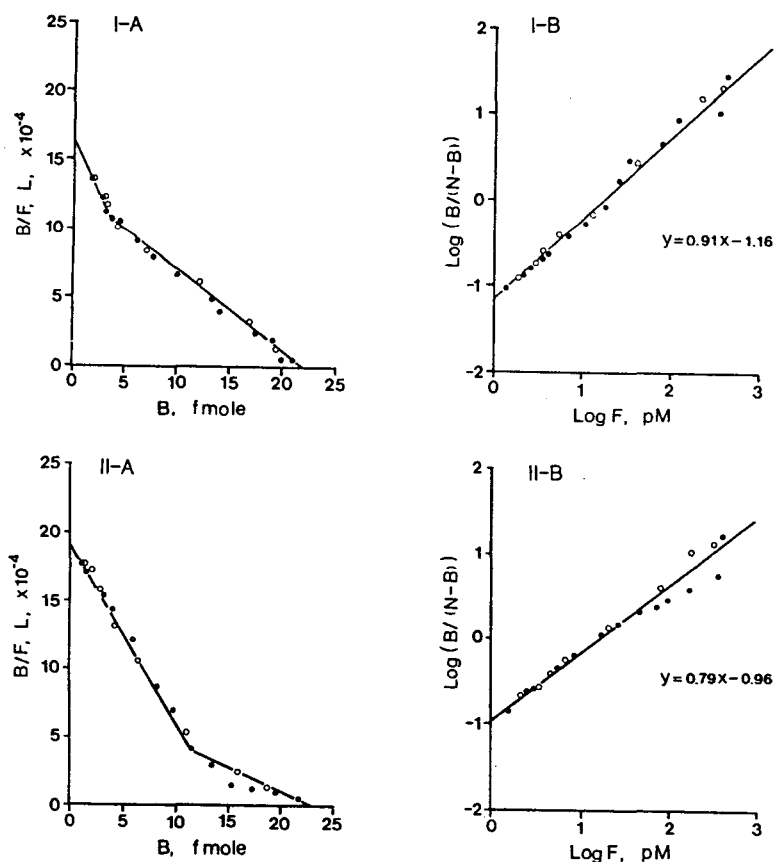 I-A
25
20
15
10
5
0
B/F, L, ×10⁻⁴
0 5 10 15 20 25
B, fmole
I-B
2
1
0
-1
-2
Log (B/(N-B))
y=0.91x-1.16
0 1 2 3
Log F, pM
II-A
25
20
15
10
5
0
B/F, L, ×10⁻⁴
0 5 10 15 20 25
B, fmole
II-B
2
1
0
-1
-2
Log (B/(N-B))
y=0.79x-0.96
0 1 2 3
Log F, pM